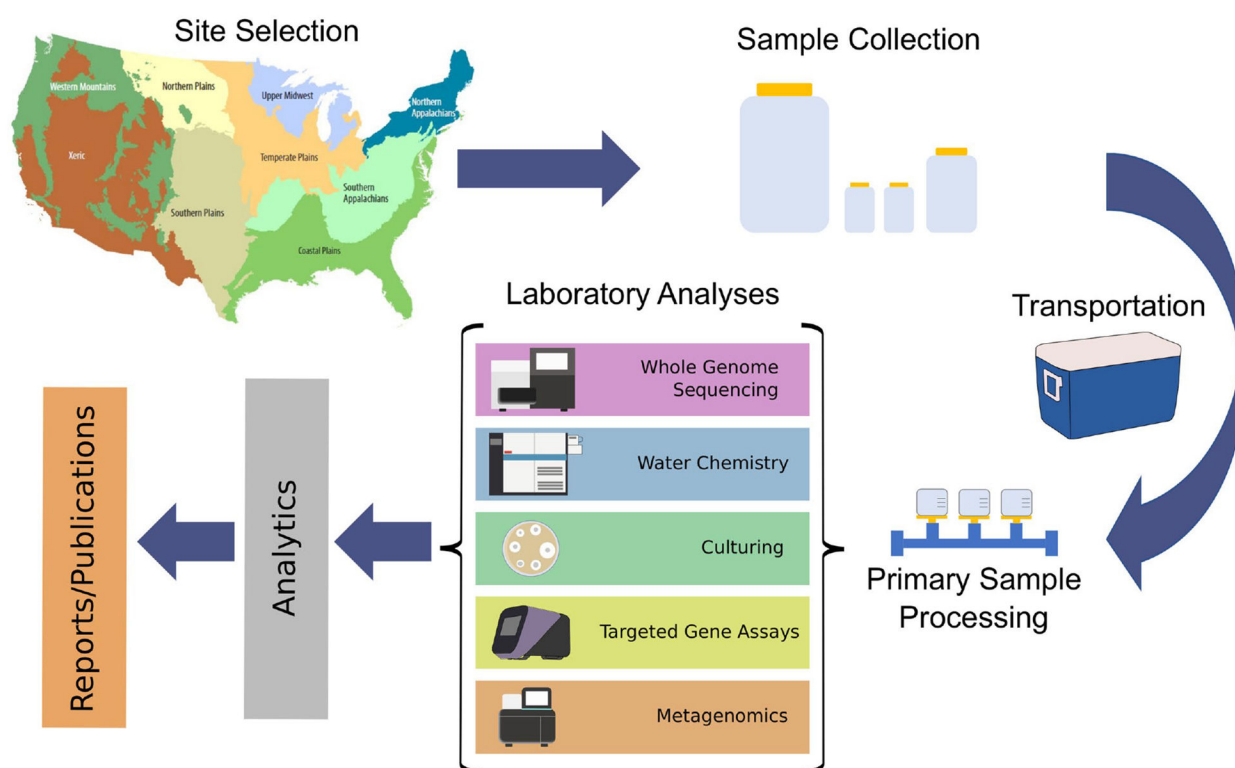 Site Selection
Western Mountains
Northern Plains
Upper Midwest
Northern
Appalachians
Xeric
Temperate Plains
Southern
Appalachians
Southern Plains
Coastal Plains
Sample Collection
Transportation
Primary Sample
Processing
Laboratory Analyses
Whole Genome
Sequencing
Water Chemistry
Culturing
Targeted Gene Assays
Metagenomics
Analytics
Reports/Publications